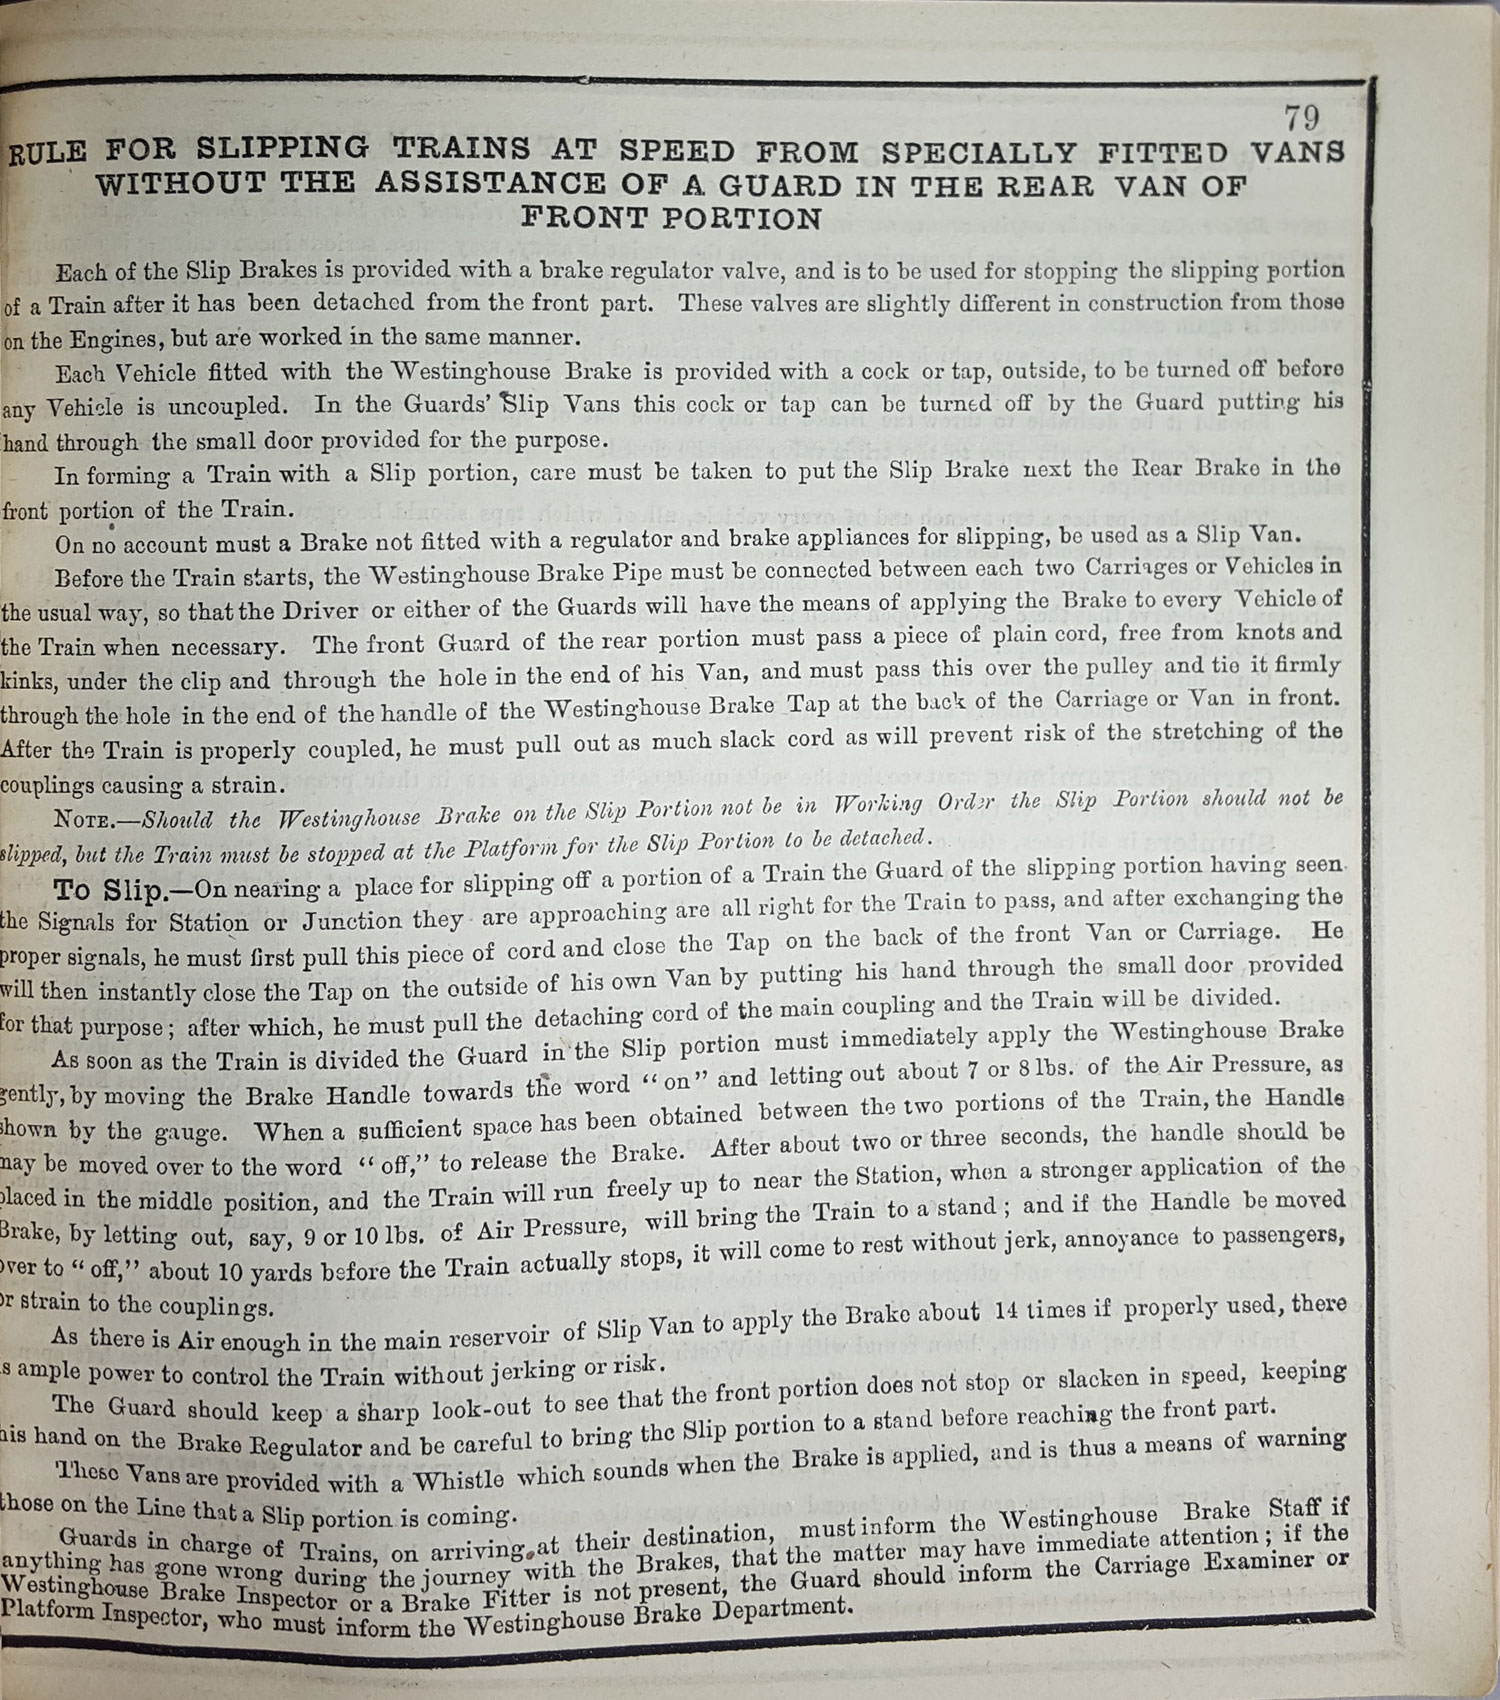 79
RULE FOR SLIPPING TRAINS AT SPEED FROM SPECIALLY FITTED VANS
WITHOUT THE ASSISTANCE OF A GUARD IN THE REAR VAN OF
FRONT PORTION
Each of the Slip Brakes is provided with a brake regulator valve, and is to be used for stopping the slipping portion
of a Train after it has been detached from the front part. These valves are slightly different in construction from those
on the Engines, but are worked in the same manner.
Each Vehicle fitted with the Westinghouse Brake is provided with a cock or tap, outside, to be turned off before
any Vehicle is uncoupled. In the Guards' Slip Vans this cock or tap can be turned off by the Guard putting his
hand through the small door provided for the purpose.
In forming a Train with a Slip portion, care must be taken to put the Slip Brake next the Rear Brake in the
front portion of the Train.
On no account must a Brake not fitted with a regulator and brake appliances for slipping, be used as a Slip Van.
Before the Train starts, the Westinghouse Brake Pipe must be connected between each two Carriages or Vehicles in
the usual way, so that the Driver or either of the Guards will have the means of applying the Brake to every Vehicle of
the Train when necessary. The front Guard of the rear portion must pass a piece of plain cord, free from knots and
kinks, under the clip and through the hole in the end of his Van, and must pass this over the pulley and tie it firmly
through the hole in the end of the handle of the Westinghouse Brake Tap at the back of the Carriage or Van in front.
After the Train is properly coupled, he must pull out as much slack cord as will prevent risk of the stretching of the
couplings causing a strain.
NOTE.—Should the Westinghouse Brake on the Slip Portion not be in Working Order the Slip Portion should not be
slipped, but the Train must be stopped at the Platform for the Slip Portion to be detached.
To Slip.—On nearing a place for slipping off a portion of a Train the Guard of the slipping portion having seen
the Signals for Station or Junction they are approaching are all right for the Train to pass, and after exchanging the
proper signals, he must first pull this piece of cord and close the Tap on the back of the front Van or Carriage. He
will then instantly close the Tap on the outside of his own Van by putting his hand through the small door provided
for that purpose; after which, he must pull the detaching cord of the main coupling and the Train will be divided.
As soon as the Train is divided the Guard in the Slip portion must immediately apply the Westinghouse Brake
gently, by moving the Brake Handle towards the word "on" and letting out about 7 or 8 lbs. of the Air Pressure, as
shown by the gauge. When a sufficient space has been obtained between the two portions of the Train, the Handle
may be moved over to the word "off," to release the Brake. After about two or three seconds, the handle should be
placed in the middle position, and the Train will run freely up to near the Station, when a stronger application of the
Brake, by letting out, say, 9 or 10 lbs. of Air Pressure, will bring the Train to a stand; and if the Handle be moved
over to "off," about 10 yards before the Train actually stops, it will come to rest without jerk, annoyance to passengers,
or strain to the couplings.
As there is Air enough in the main reservoir of Slip Van to apply the Brake about 14 times if properly used, there
is ample power to control the Train without jerking or risk.
The Guard should keep a sharp look-out to see that the front portion does not stop or slacken in speed, keeping
his hand on the Brake Regulator and be careful to bring the Slip portion to a stand before reaching the front part.
These Vans are provided with a Whistle which sounds when the Brake is applied, and is thus a means of warning
those on the Line that a Slip portion is coming.
Guards in charge of Trains, on arriving at their destination, must inform the Westinghouse Brake Staff if
anything has gone wrong during the journey with the Brakes, that the matter may have immediate attention; if the
Westinghouse Brake Inspector or a Brake Fitter is not present, the Guard should inform the Carriage Examiner or
Platform Inspector, who must inform the Westinghouse Brake Department.